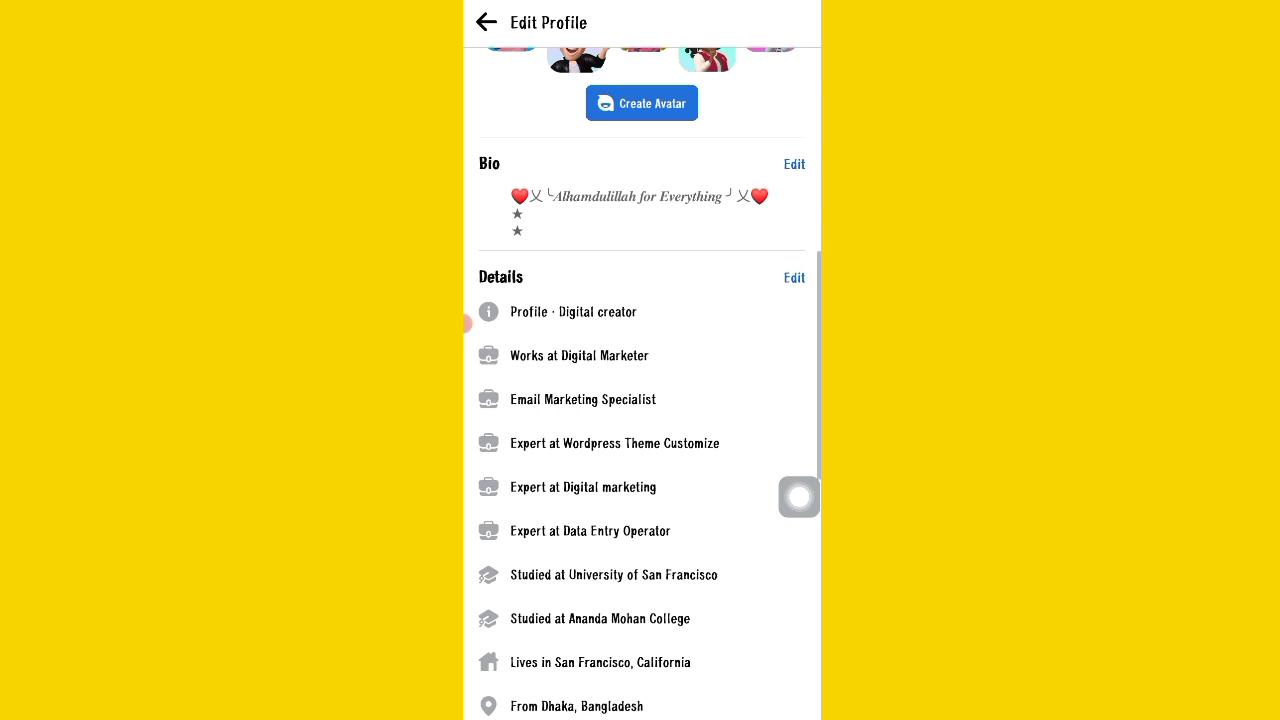 Edit Profile
Create Avatar
Bio
Edit
❤️乂╰𝐴𝑙ℎ𝑎𝑚𝑑𝑢𝑙𝑖𝑙𝑙𝑎ℎ 𝑓𝑜𝑟 𝐸𝑣𝑒𝑟𝑦𝑡ℎ𝑖𝑛𝑔 ╯乂❤️
★
★
Details
Edit
Profile · Digital creator
Works at Digital Marketer
Email Marketing Specialist
Expert at Wordpress Theme Customize
Expert at Digital marketing
Expert at Data Entry Operator
Studied at University of San Francisco
Studied at Ananda Mohan College
Lives in San Francisco, California
From Dhaka, Bangladesh